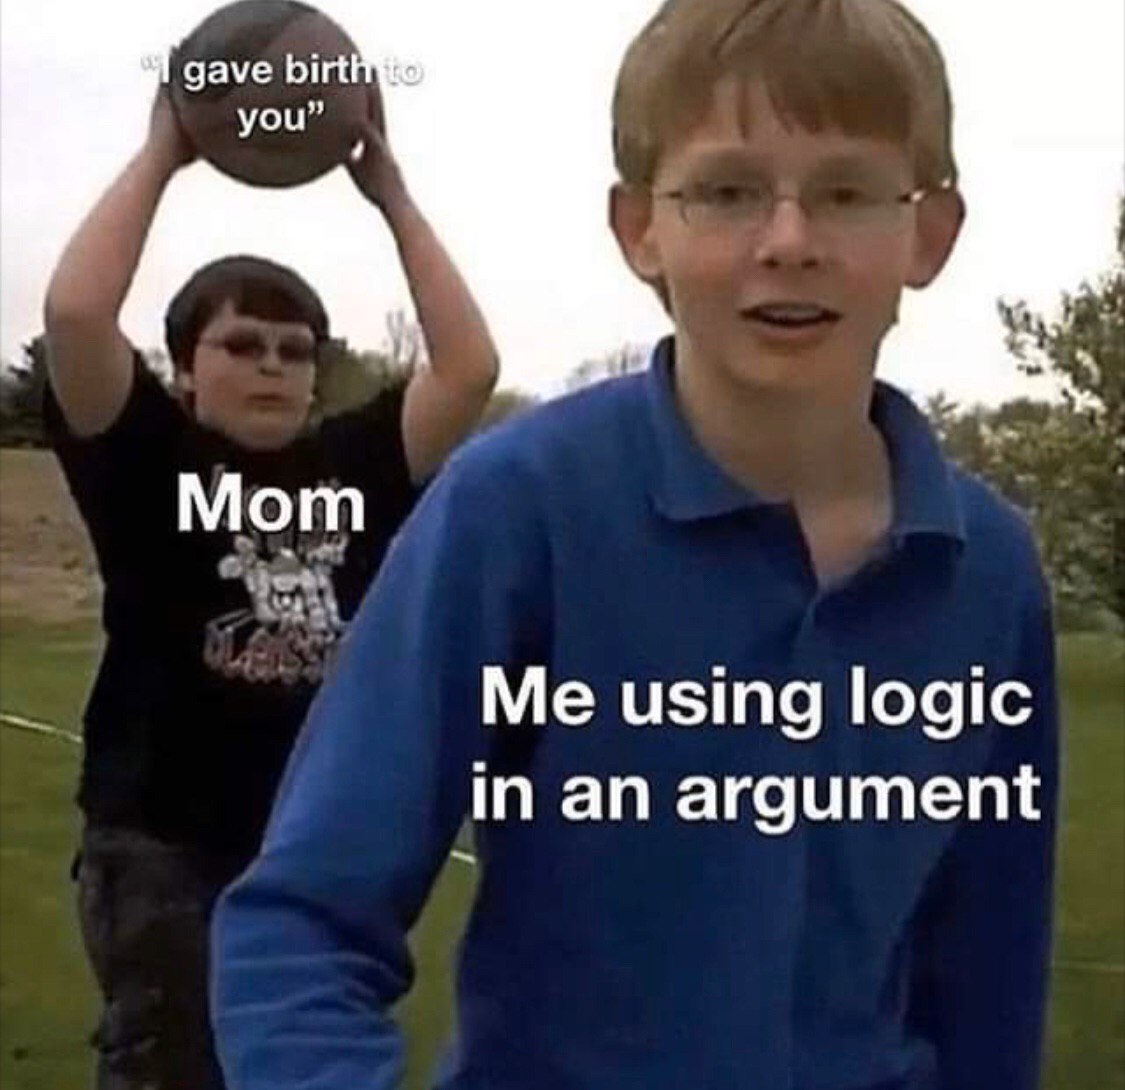 “I gave birth to
you”
Mom
Me using logic
in an argument